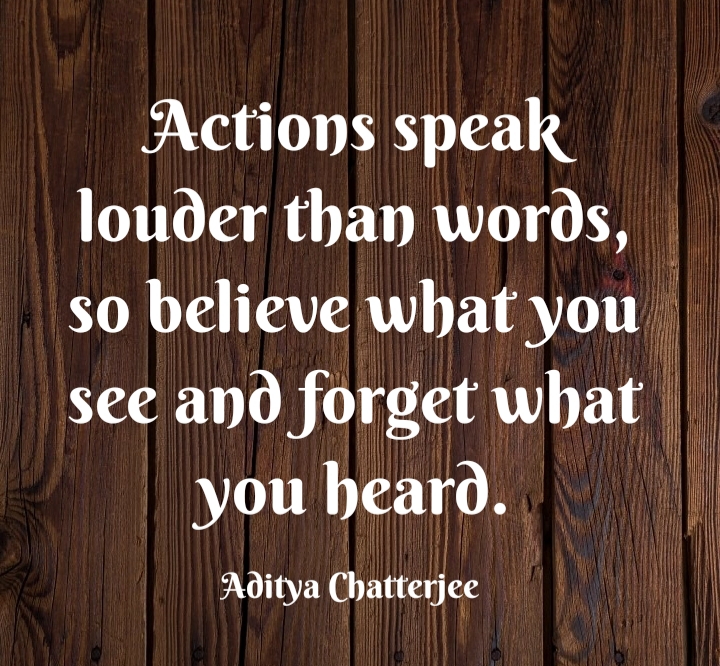 Actions speak
louder than words,
so believe what you
see and forget what
you heard.
Aditya Chatterjee